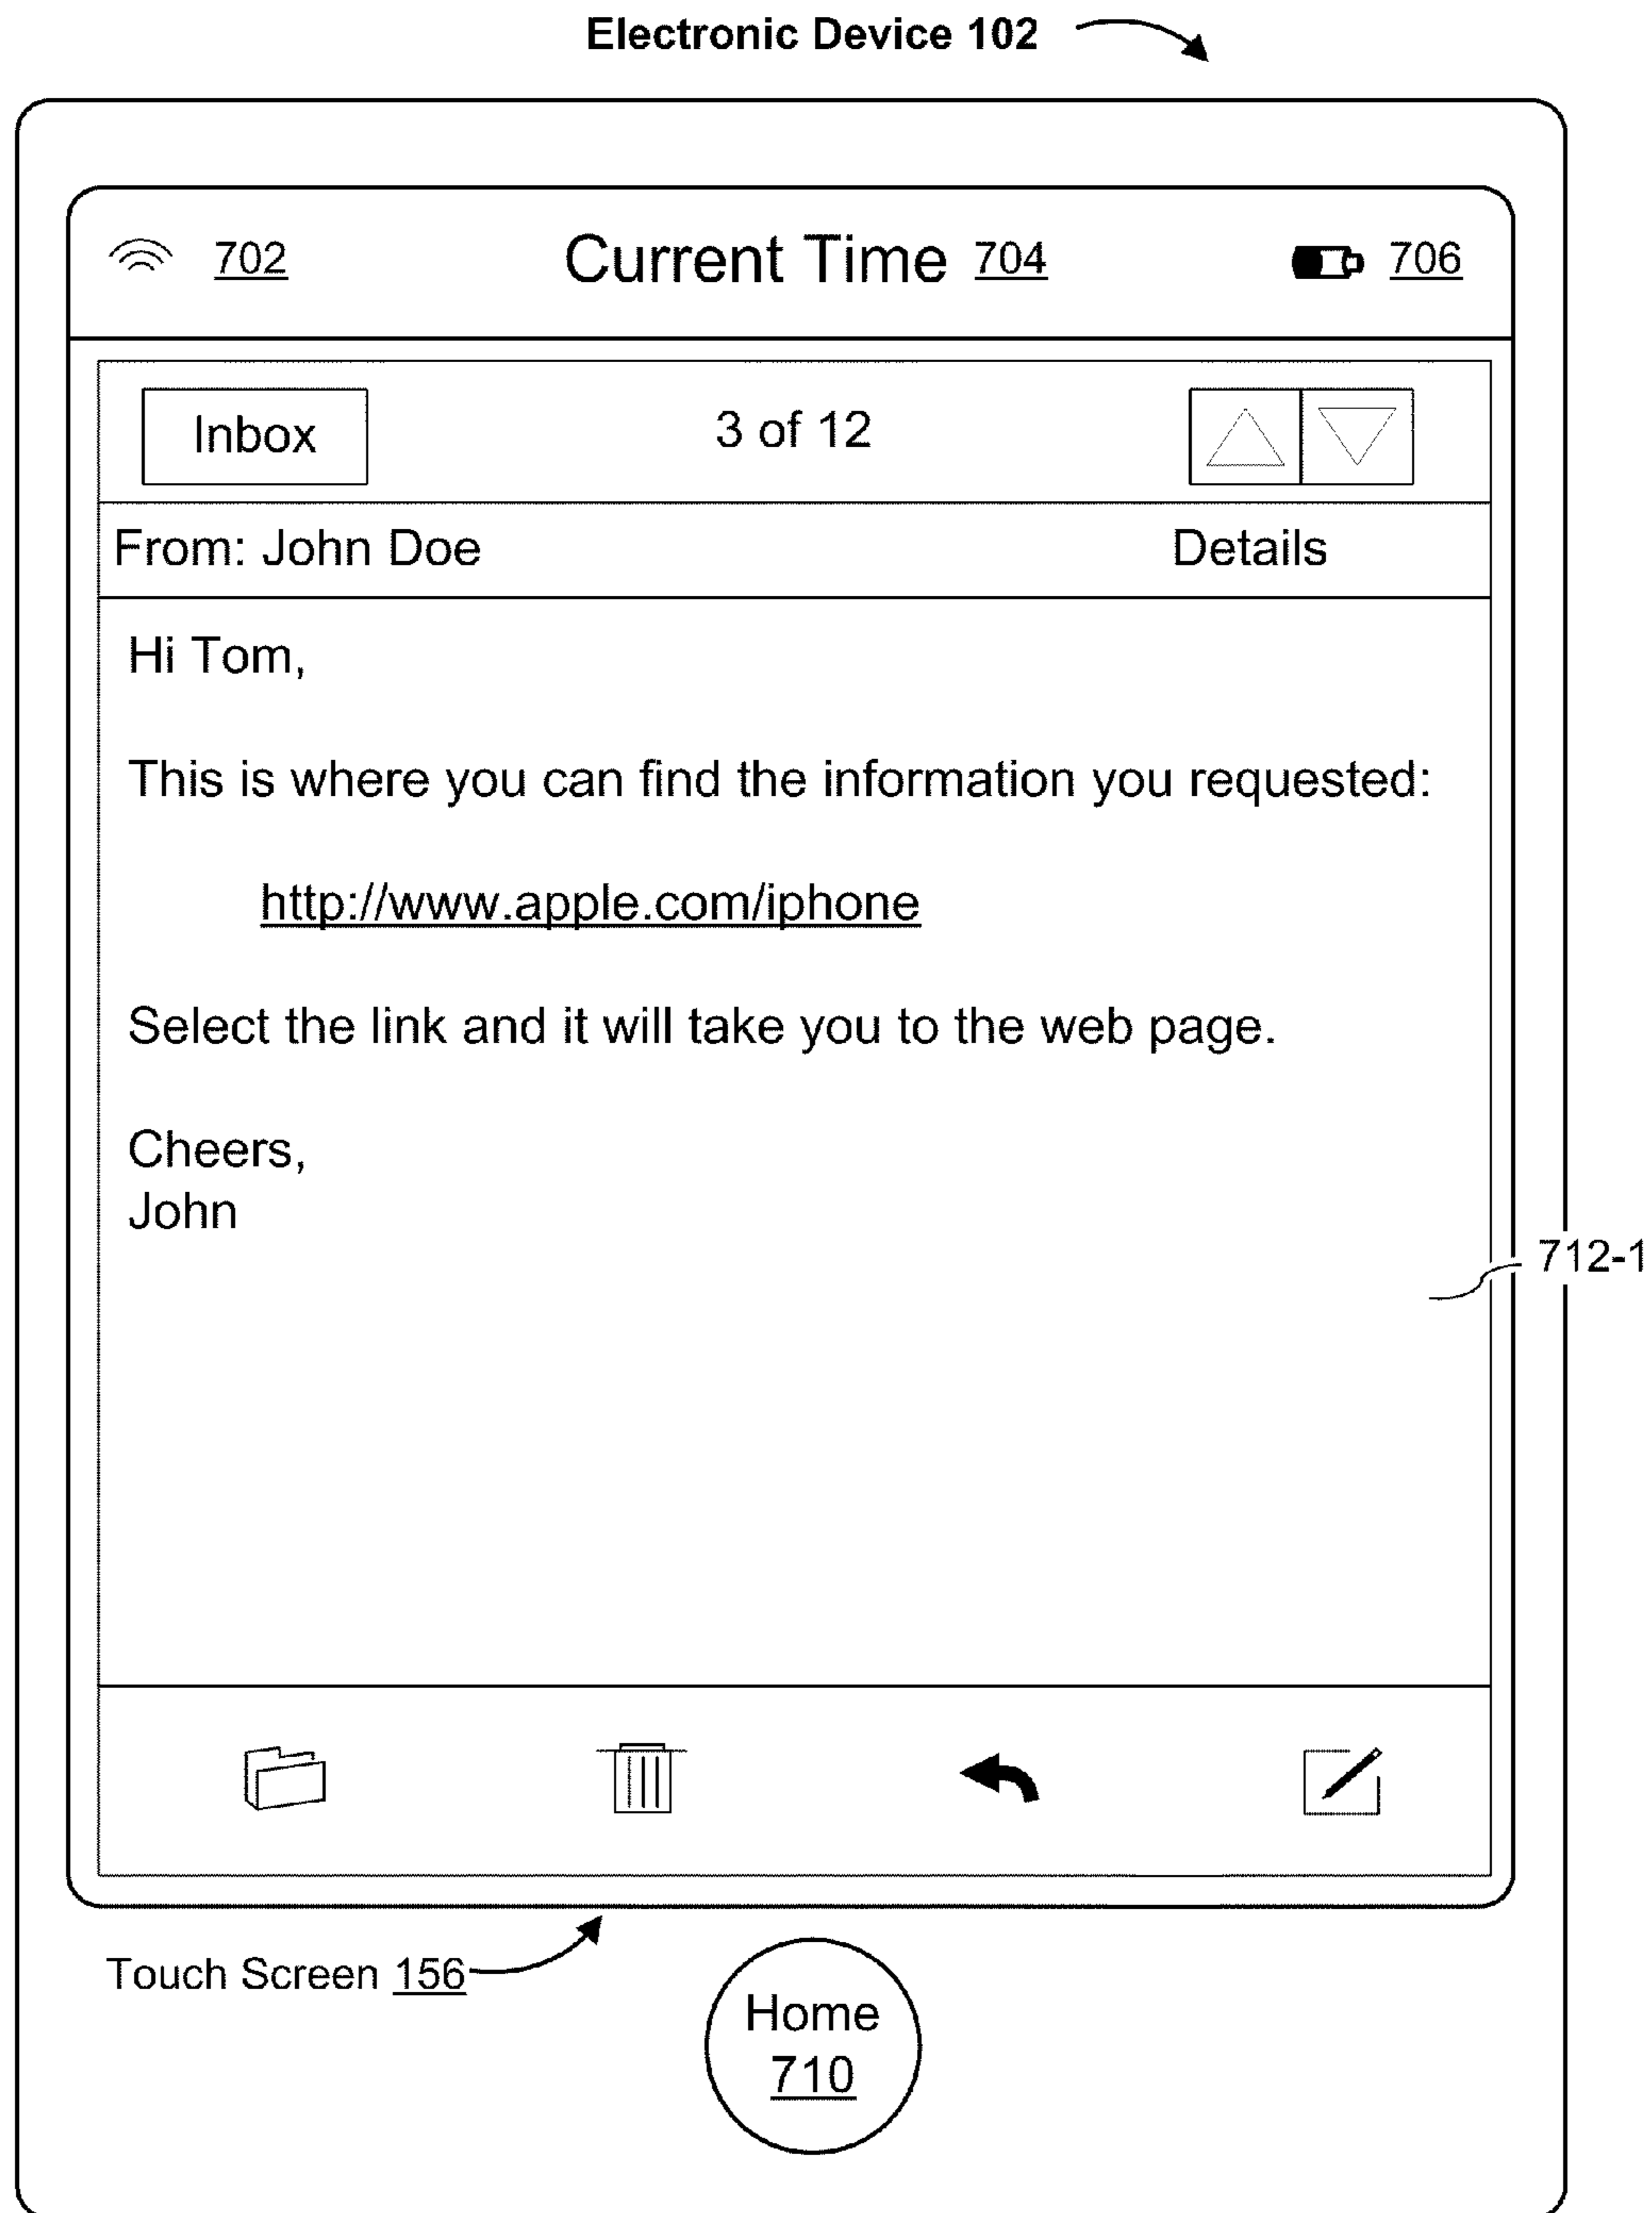 Electronic Device 102
702 Current Time 704 706
Inbox 3 of 12
From: John Doe Details
Hi Tom,
This is where you can find the information you requested:
http://www.apple.com/iphone
Select the link and it will take you to the web page.
Cheers,
John
712-1
Touch Screen 156
Home
710